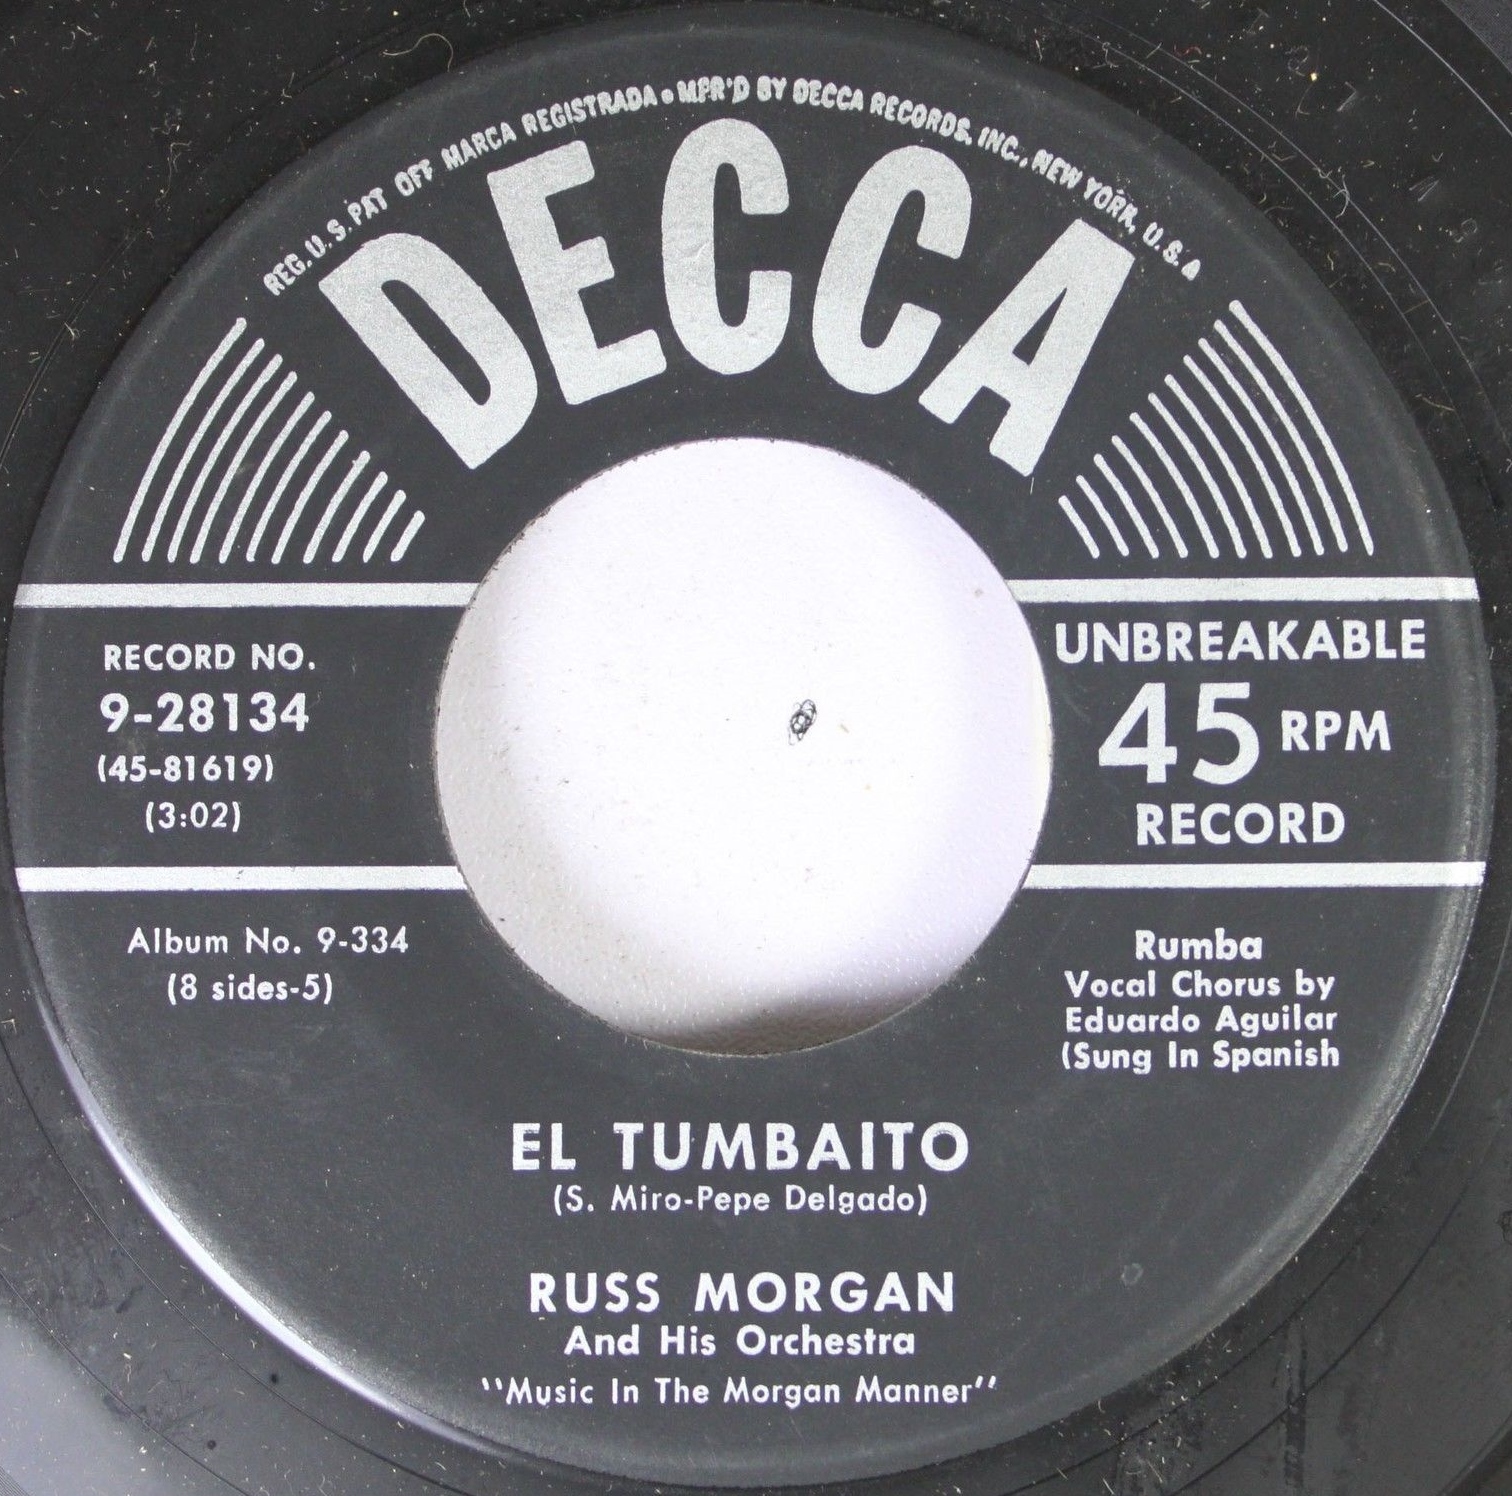 REG. U.S. PAT OFF MARCA REGISTRADA • MFR'D BY DECCA RECORDS, INC., NEW YORK, U.S.A
DECCA
RECORD NO.
9-28134
(45-81619)
(3:02)
UNBREAKABLE
45 RPM
RECORD
Album No. 9-334
(8 sides-5)
Rumba
Vocal Chorus by
Eduardo Aguilar
(Sung In Spanish
EL TUMBAITO
(S. Miro-Pepe Delgado)
RUSS MORGAN
And His Orchestra
"Music In The Morgan Manner"